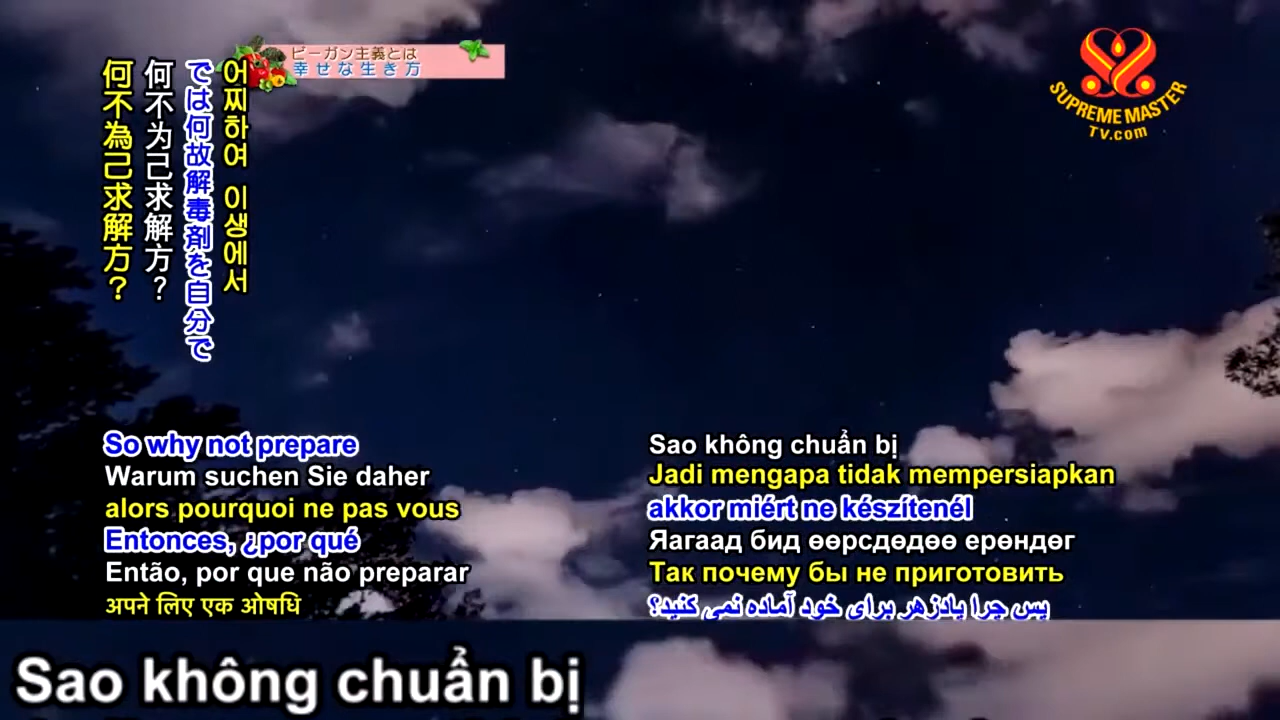 ビーガン主義とは
幸せな生き方
SUPREME MASTER
TV.com
어찌하여 이생에서
では何故解毒剤を自分で
何不为己求解方？
何不為己求解方？
So why not prepare
Warum suchen Sie daher
alors pourquoi ne pas vous
Entonces, ¿por qué
Então, por que não preparar
अपने लिए एक ओषधि
Sao không chuẩn bị
Jadi mengapa tidak mempersiapkan
akkor miért ne készítenél
Яагаад бид өөрсдөдөө ерөндөг
Так почему бы не приготовить
پس چرا پادزهر برای خود آماده نمی کنید؟
Sao không chuẩn bị